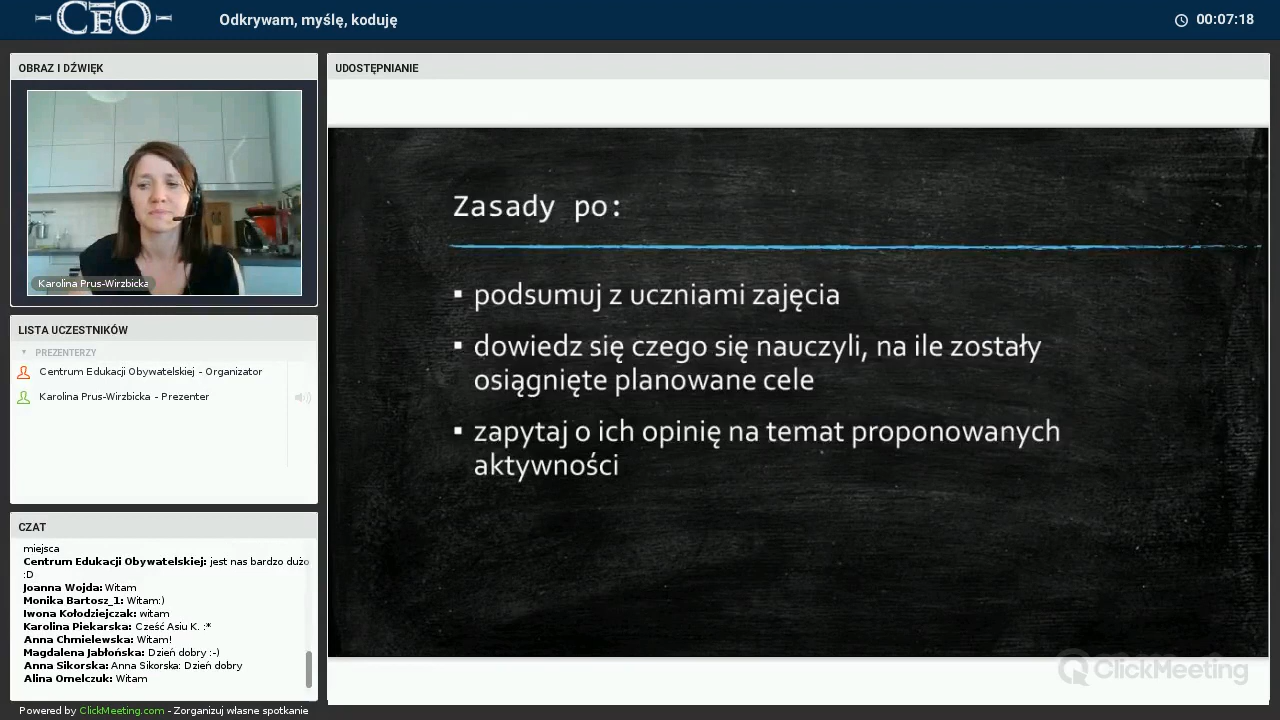 CEO
Odkrywam, myślę, koduję
00:07:18
OBRAZ I DŹWIĘK
Karolina Prus-Wirzbicka
LISTA UCZESTNIKÓW
PREZENTERZY
Centrum Edukacji Obywatelskiej - Organizator
Karolina Prus-Wirzbicka - Prezenter
CZAT
miejsca
Centrum Edukacji Obywatelskiej: jest nas bardzo dużo
:D
Joanna Wojda: Witam
Monika Bartosz_1: Witam:)
Iwona Kołodziejczak: witam
Karolina Piekarska: Cześć Asiu K. :*
Anna Chmielewska: Witam!
Magdalena Jabłońska: Dzień dobry :-)
Anna Sikorska: Anna Sikorska: Dzień dobry
Alina Omelczuk: Witam
Powered by ClickMeeting.com - Zorganizuj własne spotkanie
UDOSTĘPNIANIE
Zasady po:
▪ podsumuj z uczniami zajęcia
▪ dowiedz się czego się nauczyli, na ile zostały
osiągnięte planowane cele
▪ zapytaj o ich opinię na temat proponowanych
aktywności
ClickMeeting